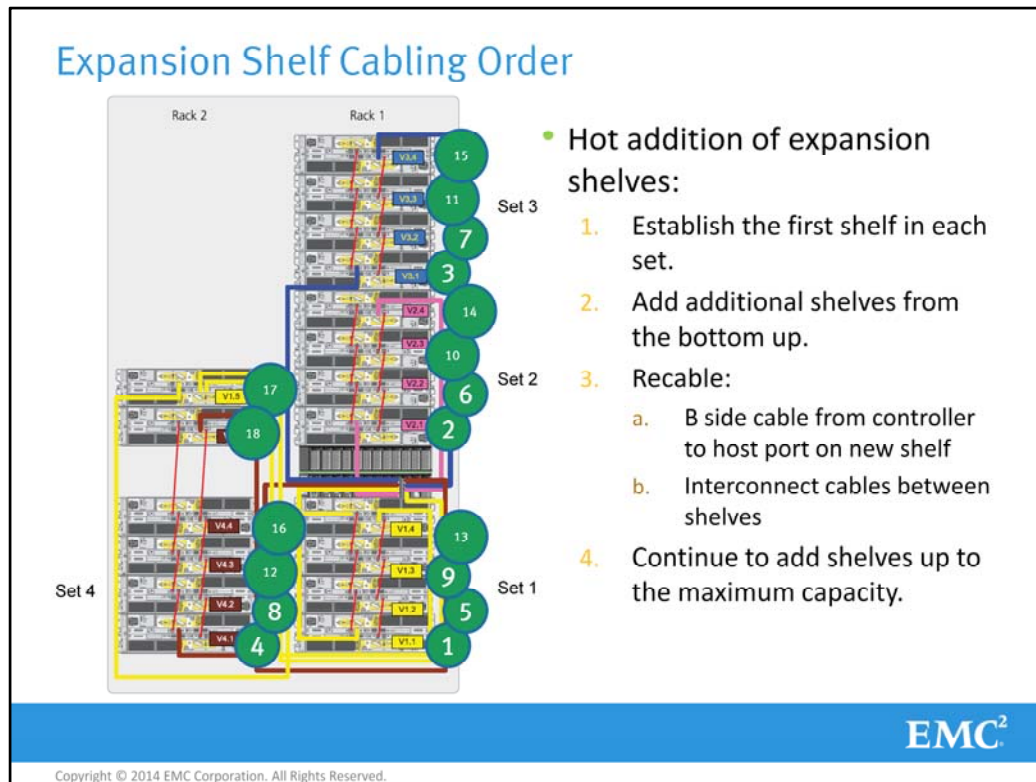 Expansion Shelf Cabling Order
Rack 2
Rack 1
V3.4
15
V3.3
11
Set 3
V3.2
7
V3.1
3
V2.4
14
V2.3
10
V2.2
6
Set 2
V2.1
2
V1.5
17
18
V4.4
16
V4.3
12
Set 4
V4.2
8
V4.1
4
V1.4
13
V1.3
9
Set 1
V1.2
5
V1.1
1
• Hot addition of expansion
shelves:
1. Establish the first shelf in each
set.
2. Add additional shelves from
the bottom up.
3. Recable:
a. B side cable from controller
to host port on new shelf
b. Interconnect cables between
shelves
4. Continue to add shelves up to
the maximum capacity.
EMC²
Copyright © 2014 EMC Corporation. All Rights Reserved.